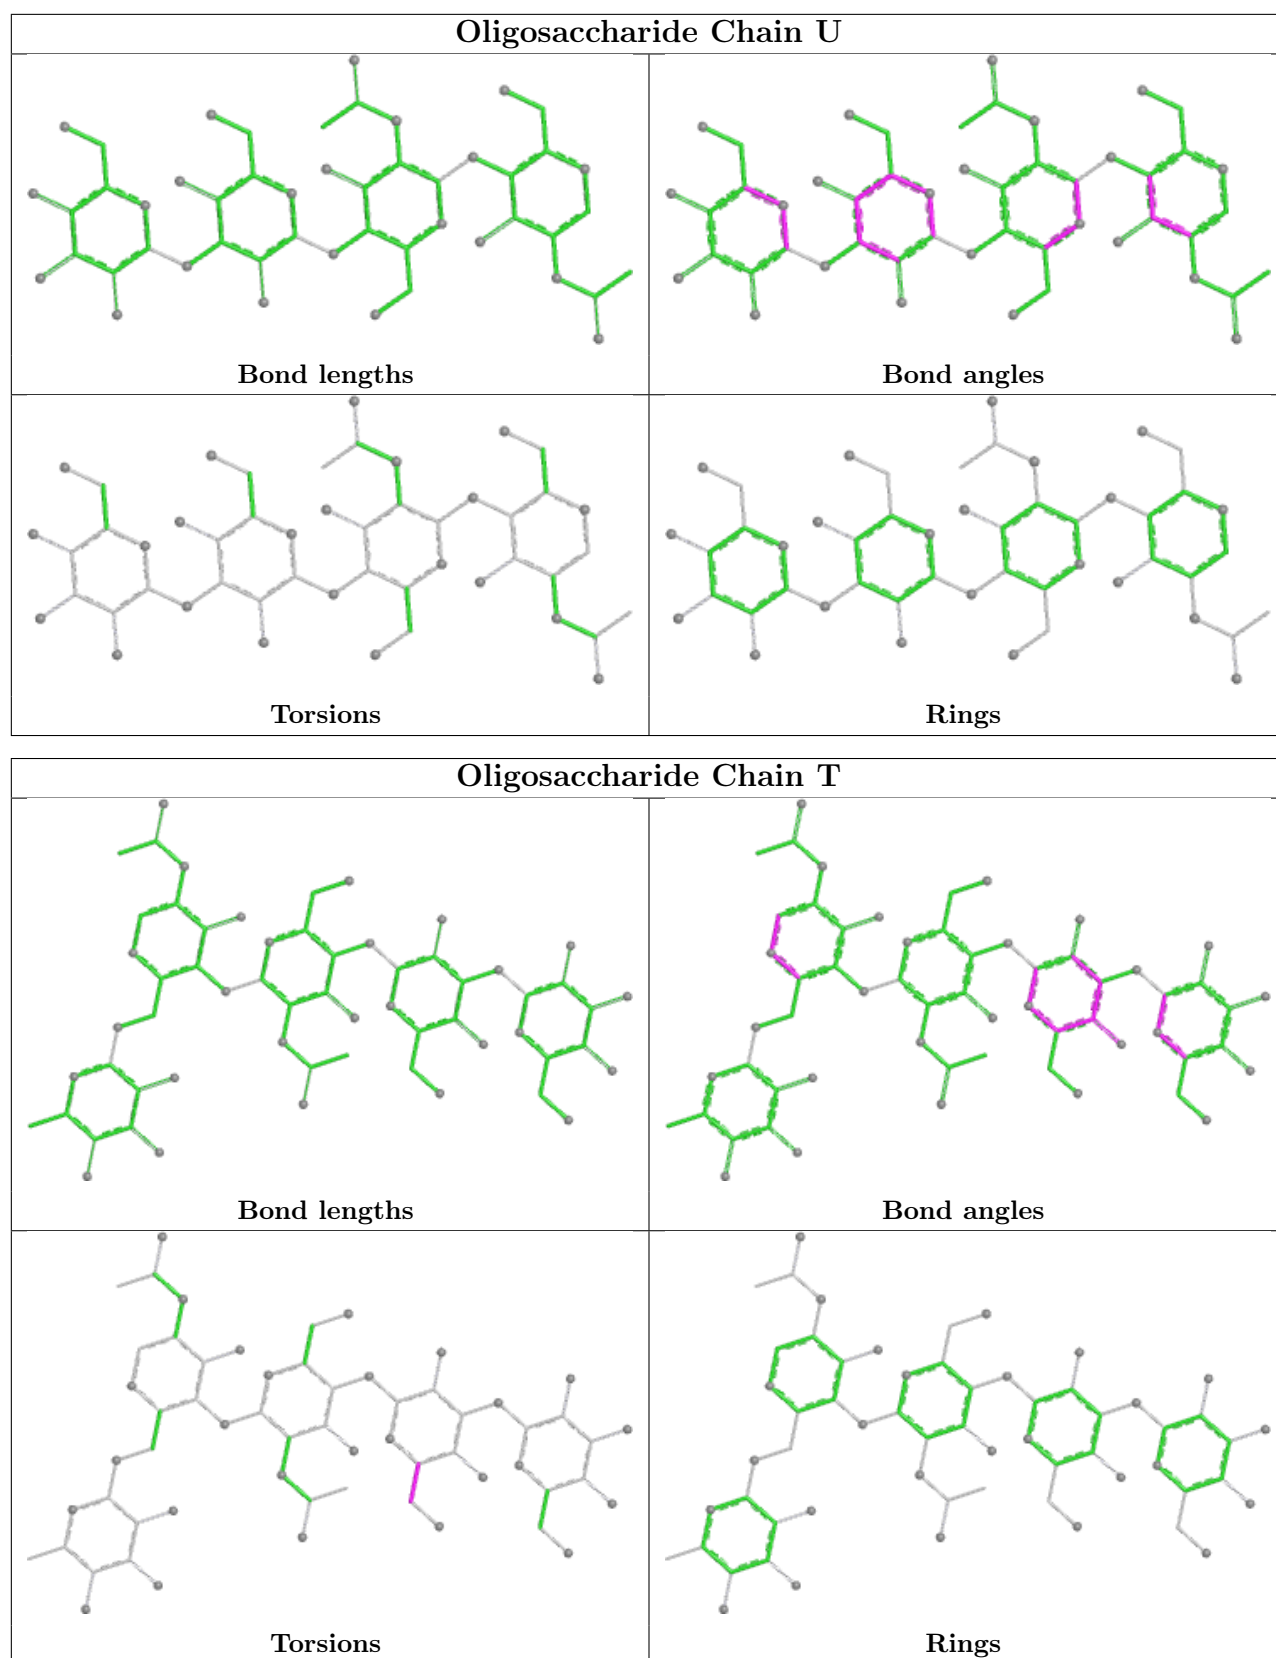 Oligosaccharide Chain U
Bond lengths
Bond angles
Torsions
Rings
Oligosaccharide Chain T
Bond lengths
Bond angles
Torsions
Rings